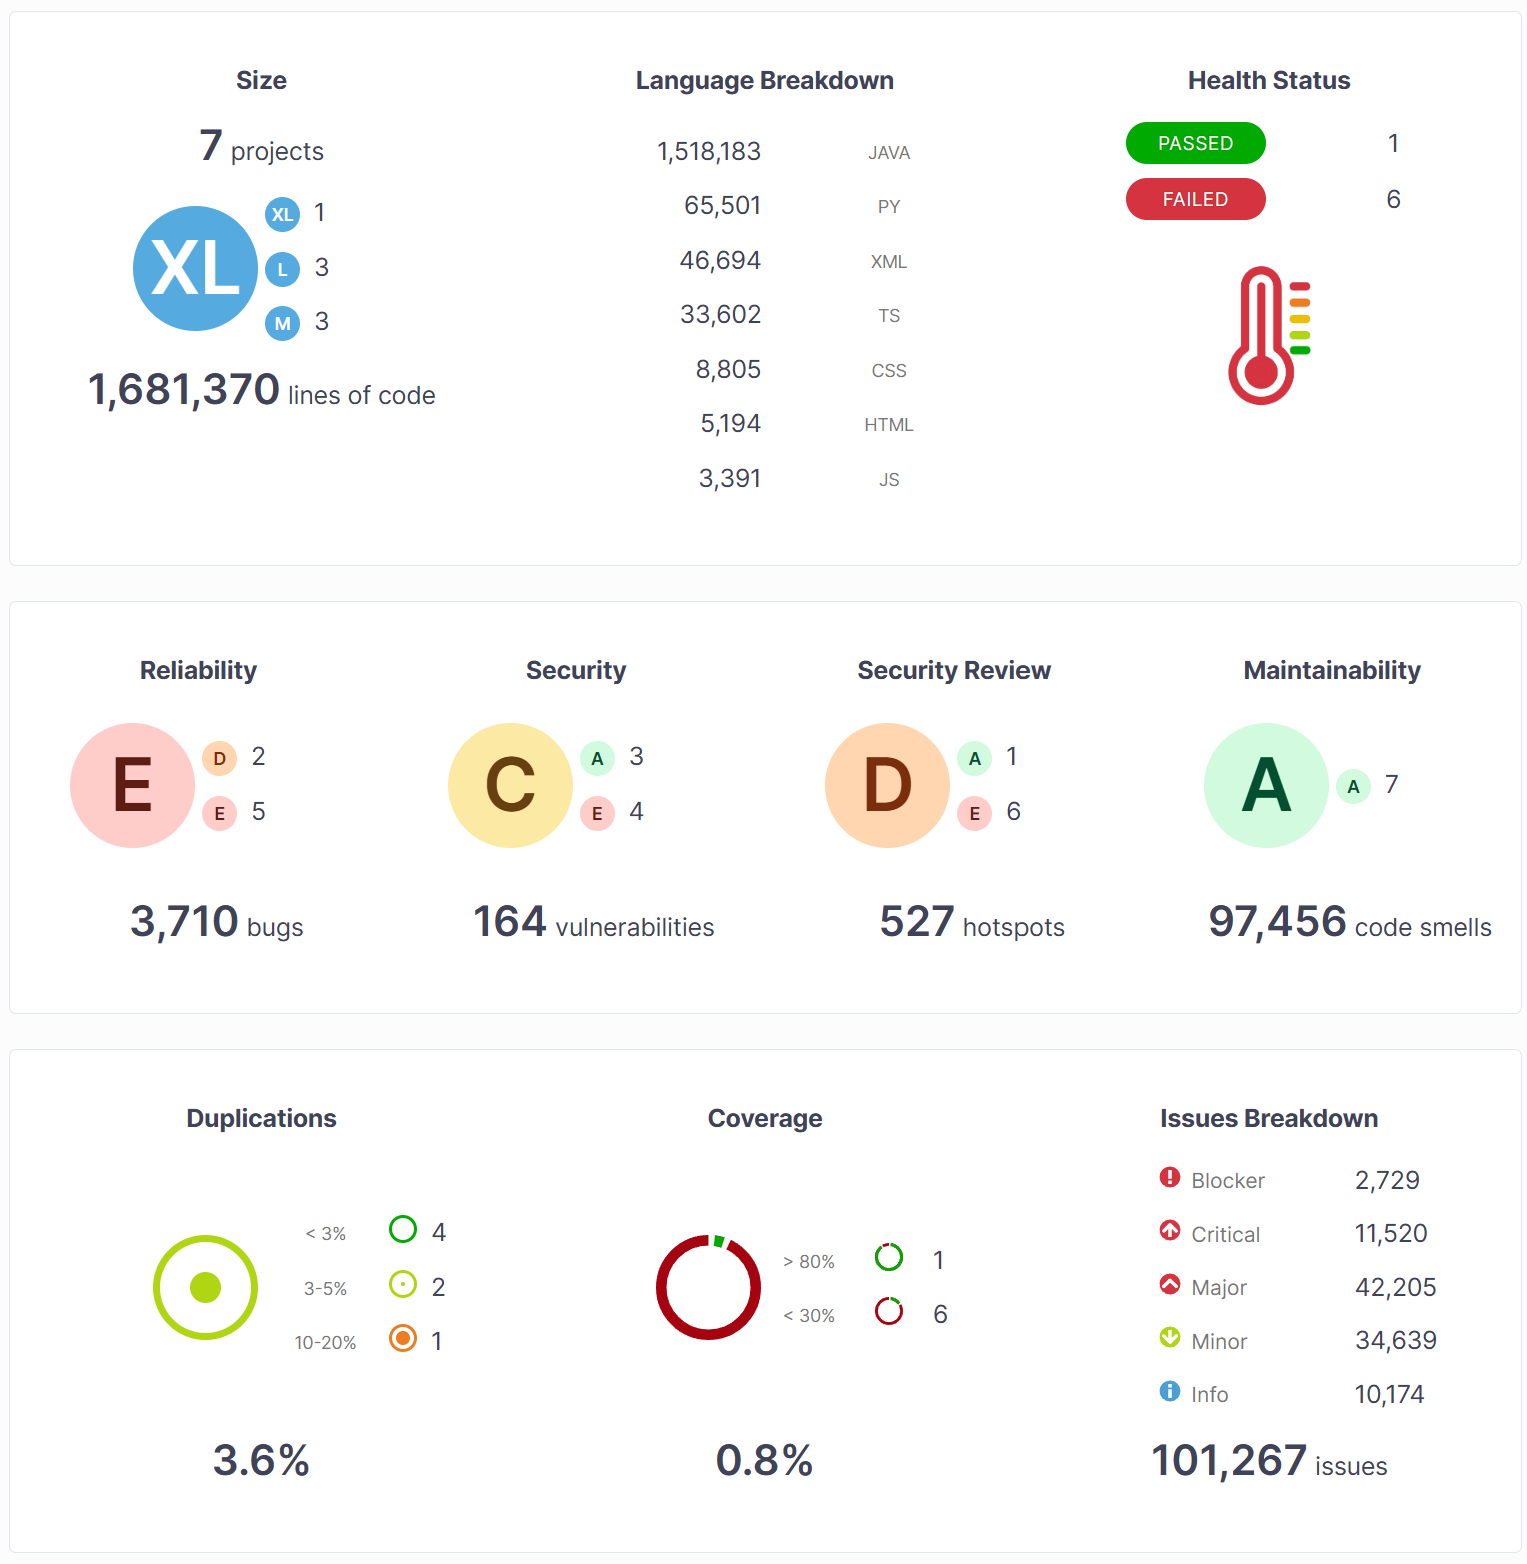 Size
7 projects
XL
XL 1
L 3
M 3
1,681,370 lines of code
Language Breakdown
1,518,183 JAVA
65,501 PY
46,694 XML
33,602 TS
8,805 CSS
5,194 HTML
3,391 JS
Health Status
PASSED 1
FAILED 6
Reliability
E
D 2
E 5
3,710 bugs
Security
C
A 3
E 4
164 vulnerabilities
Security Review
D
A 1
E 6
527 hotspots
Maintainability
A
A 7
97,456 code smells
Duplications
< 3% 4
3-5% 2
10-20% 1
3.6%
Coverage
> 80% 1
< 30% 6
0.8%
Issues Breakdown
Blocker 2,729
Critical 11,520
Major 42,205
Minor 34,639
Info 10,174
101,267 issues